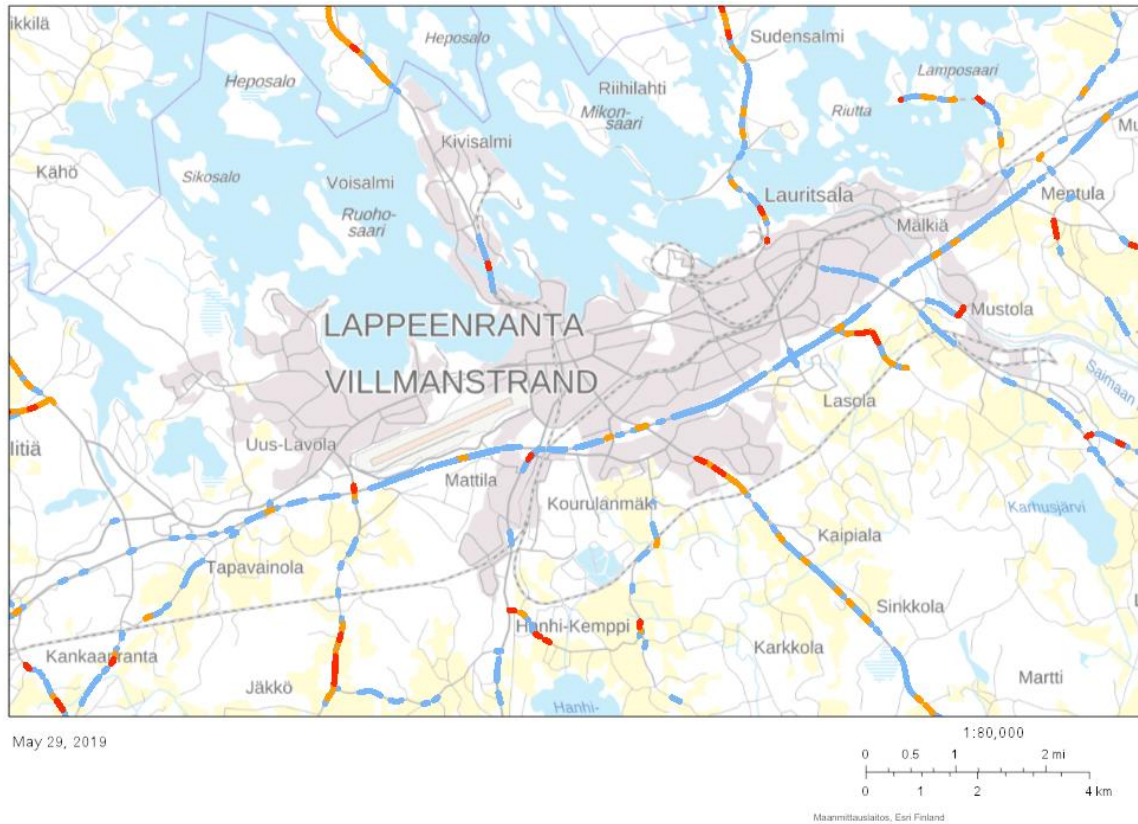 ikkilä
Heposalo
Sudensalmi
Lamposaari
Heposalo
Riihilahti
Mikon-
saari
Riutta
Mu
Kivisalmi
Kähö
Sikosalo
Voisalmi
Ruoho-
saari
Lauritsala
Mentula
Mälkiä
LAPPEENRANTA
VILLMANSTRAND
Mustola
Saimaan
Lasola
litiä
Uus-Lavola
Mattila
Kourulanmäki
Karhusjärvi
Kaipiala
Tapavainola
Sinkkola
L
Hanhi-Kemppi
Karkkola
Kankaanranta
Jäkkö
Martti
Hanhi-
May 29, 2019
1:80,000
0 0.5 1 2 mi
0 1 2 4 km
Maanmittauslaitos, Esri Finland